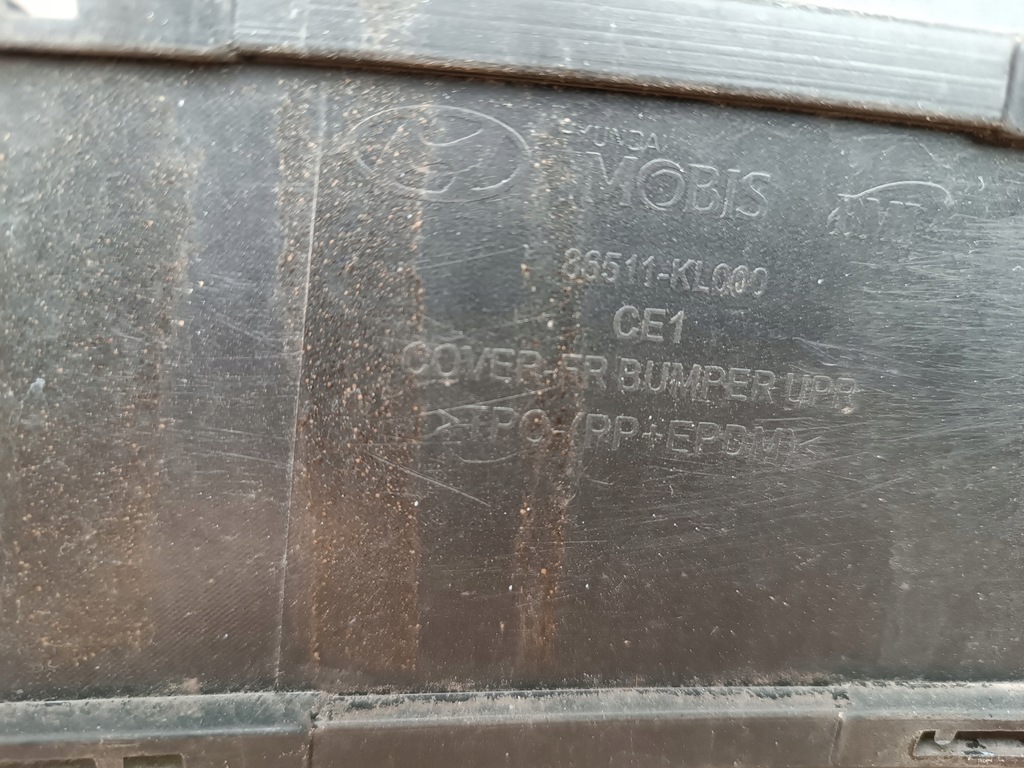 HYUNDAI
MOBIS
86511-KL000
CE1
COVER-FR BUMPER UPR
>TPO-(PP+EPDM)<